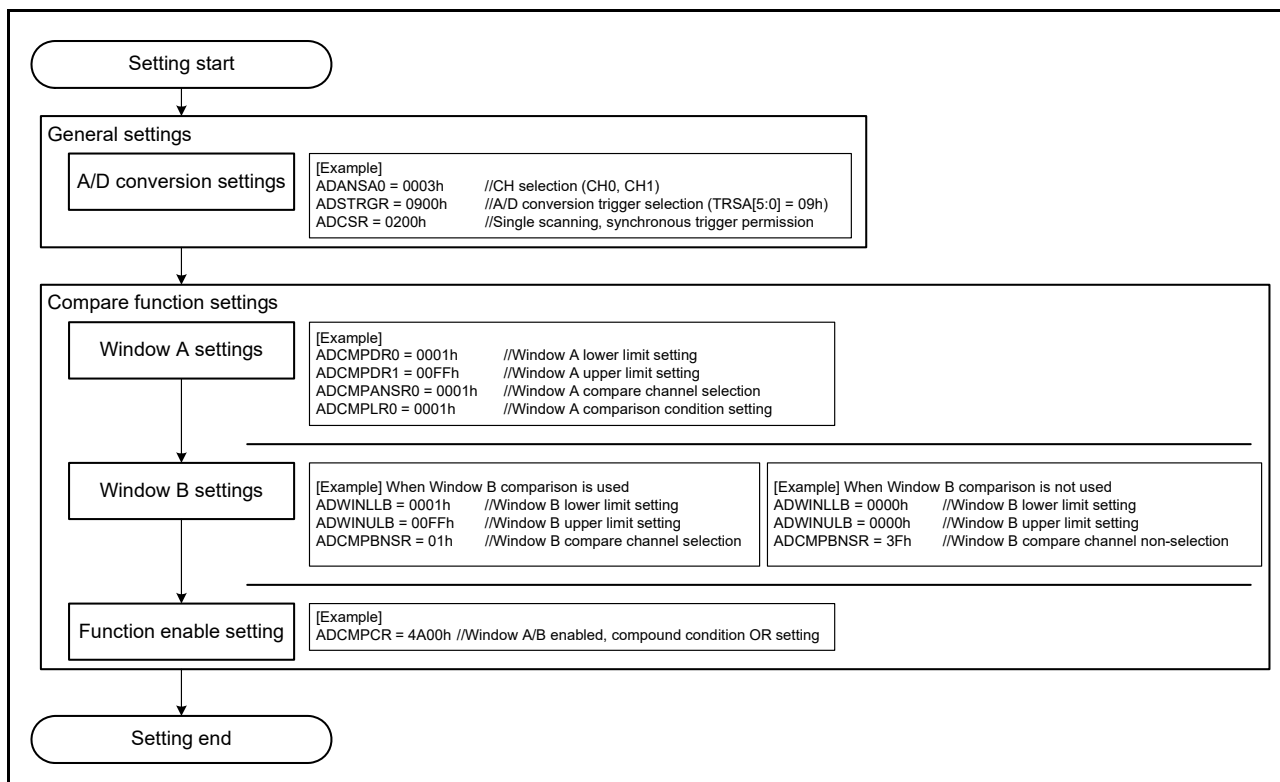 Setting start
General settings
A/D conversion settings
[Example]
ADANSA0 = 0003h //CH selection (CH0, CH1)
ADSTRGR = 0900h //A/D conversion trigger selection (TRSA[5:0] = 09h)
ADCSR = 0200h //Single scanning, synchronous trigger permission
Compare function settings
Window A settings
[Example]
ADCMPDR0 = 0001h //Window A lower limit setting
ADCMPDR1 = 00FFh //Window A upper limit setting
ADCMPANSR0 = 0001h //Window A compare channel selection
ADCMPLR0 = 0001h //Window A comparison condition setting
Window B settings
[Example] When Window B comparison is used
ADWINLLB = 0001h //Window B lower limit setting
ADWINULB = 00FFh //Window B upper limit setting
ADCMPBNSR = 01h //Window B compare channel selection
[Example] When Window B comparison is not used
ADWINLLB = 0000h //Window B lower limit setting
ADWINULB = 0000h //Window B upper limit setting
ADCMPBNSR = 3Fh //Window B compare channel non-selection
Function enable setting
[Example]
ADCMPCR = 4A00h //Window A/B enabled, compound condition OR setting
Setting end